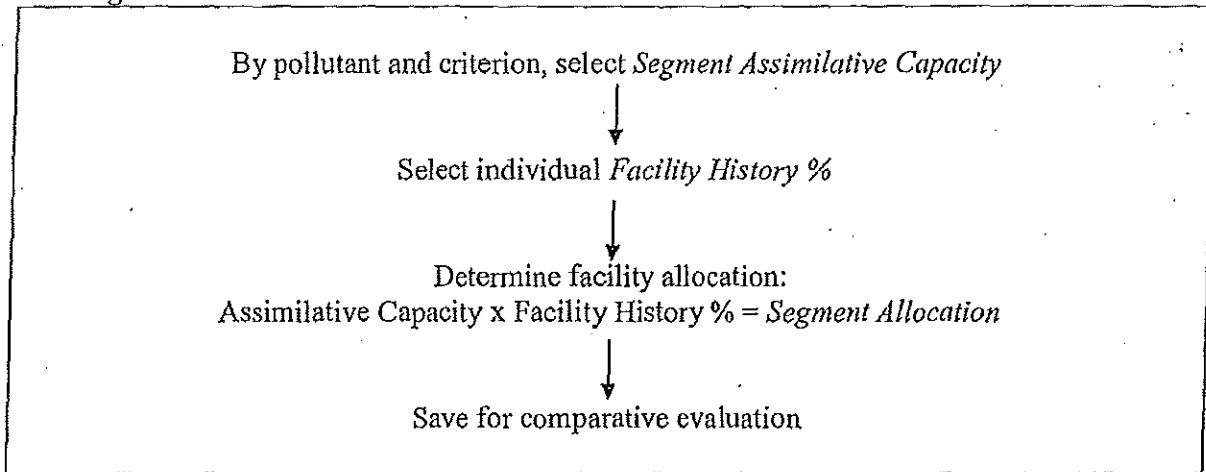 By pollutant and criterion, select Segment Assimilative Capacity
Select individual Facility History %
Determine facility allocation:
Assimilative Capacity x Facility History % = Segment Allocation
Save for comparative evaluation